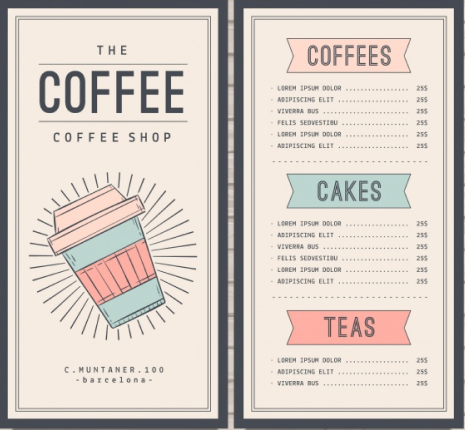 THE
COFFEE
COFFEE SHOP
C.MUNTANER.100
-barcelona-
COFFEES
· LOREM IPSUM DOLOR ................ 25$
· ADIPISCING ELIT .................. 25$
· VIVERRA BUS ...................... 25$
· FELIS SEDVESTIBU ................. 25$
· LOREM IPSUM DOLOR ................ 25$
· ADIPISCING ELIT .................. 25$
CAKES
· LOREM IPSUM DOLOR ................ 25$
· ADIPISCING ELIT .................. 25$
· VIVERRA BUS ...................... 25$
· FELIS SEDVESTIBU ................. 25$
· LOREM IPSUM DOLOR ................ 25$
· ADIPISCING ELIT .................. 25$
TEAS
· LOREM IPSUM DOLOR ................ 25$
· ADIPISCING ELIT .................. 25$
· VIVERRA BUS ...................... 25$